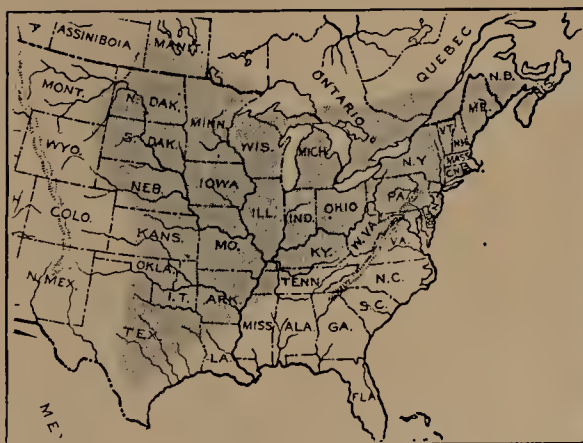 ASSINIBOIA
MANIT.
ONTARIO
QUEBEC
N.B.
N.S.
MONT.
N. DAK.
MINN.
WIS.
MICH.
VT.
N.H.
ME.
MASS
WYO.
S. DAK.
N.Y
NEB.
IOWA
ILL.
IND.
OHIO
PA.
COLO.
KANS.
MO.
KY.
W. VA.
VA.
N. MEX.
OKLA.
I.T.
ARK.
TENN
N.C.
S.C.
TEX.
LA.
MISS
ALA.
GA.
FLA